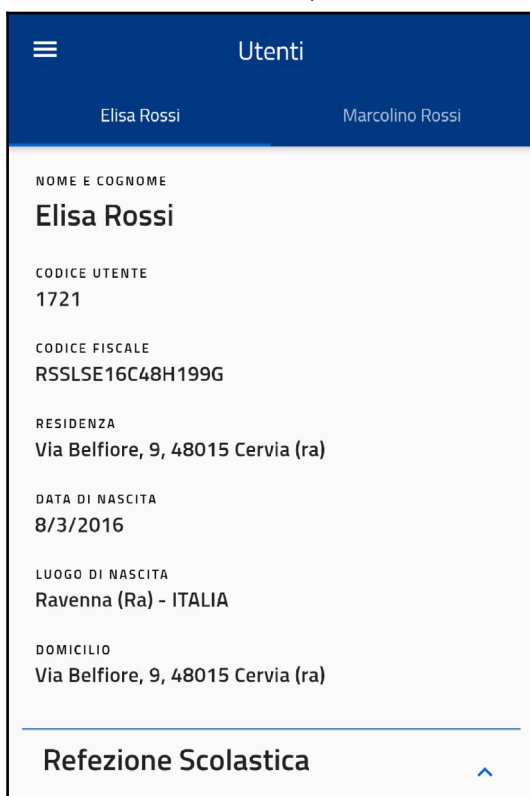 Utenti
Elisa Rossi Marcolino Rossi
NOME E COGNOME
Elisa Rossi
CODICE UTENTE
1721
CODICE FISCALE
RSSLSE16C48H199G
RESIDENZA
Via Belfiore, 9, 48015 Cervia (ra)
DATA DI NASCITA
8/3/2016
LUOGO DI NASCITA
Ravenna (Ra) - ITALIA
DOMICILIO
Via Belfiore, 9, 48015 Cervia (ra)
Refezione Scolastica